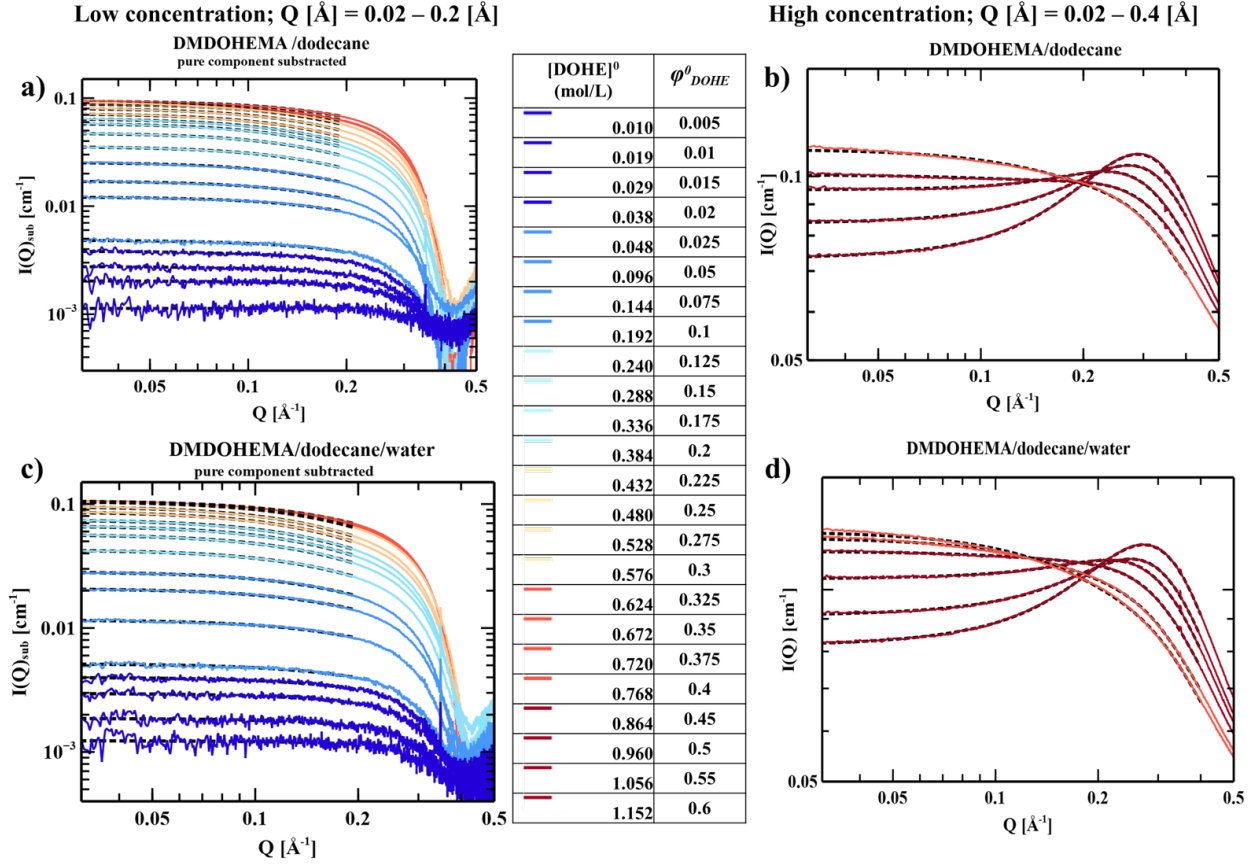 Low concentration; Q [Å] = 0.02 – 0.2 [Å]
High concentration; Q [Å] = 0.02 – 0.4 [Å]
a)
DMDOHEMA /dodecane
pure component substracted
I(Q)sub [cm-1]
0.1
0.01
10-3
0.05
0.1
0.2
0.5
Q [Å-1]
c)
DMDOHEMA/dodecane/water
pure component subtracted
I(Q)sub [cm-1]
0.1
0.01
10-3
0.05
0.1
0.2
0.5
Q [Å-1]
[DOHE]0 φ0DOHE
(mol/L)
0.010 0.005
0.019 0.01
0.029 0.015
0.038 0.02
0.048 0.025
0.096 0.05
0.144 0.075
0.192 0.1
0.240 0.125
0.288 0.15
0.336 0.175
0.384 0.2
0.432 0.225
0.480 0.25
0.528 0.275
0.576 0.3
0.624 0.325
0.672 0.35
0.720 0.375
0.768 0.4
0.864 0.45
0.960 0.5
1.056 0.55
1.152 0.6
b)
DMDOHEMA/dodecane
I(Q) [cm-1]
0.1
0.05
0.1
0.2
0.5
Q [Å-1]
d)
DMDOHEMA/dodecane/water
I(Q) [cm-1]
0.05
0.1
0.2
0.5
Q [Å-1]